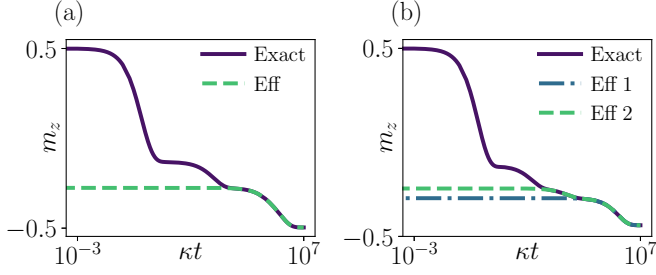 (a)
0.5
Exact
Eff
m_z
−0.5
10^{-3}
κt
10^7
(b)
0.5
Exact
Eff 1
Eff 2
m_z
−0.5
10^{-3}
κt
10^7